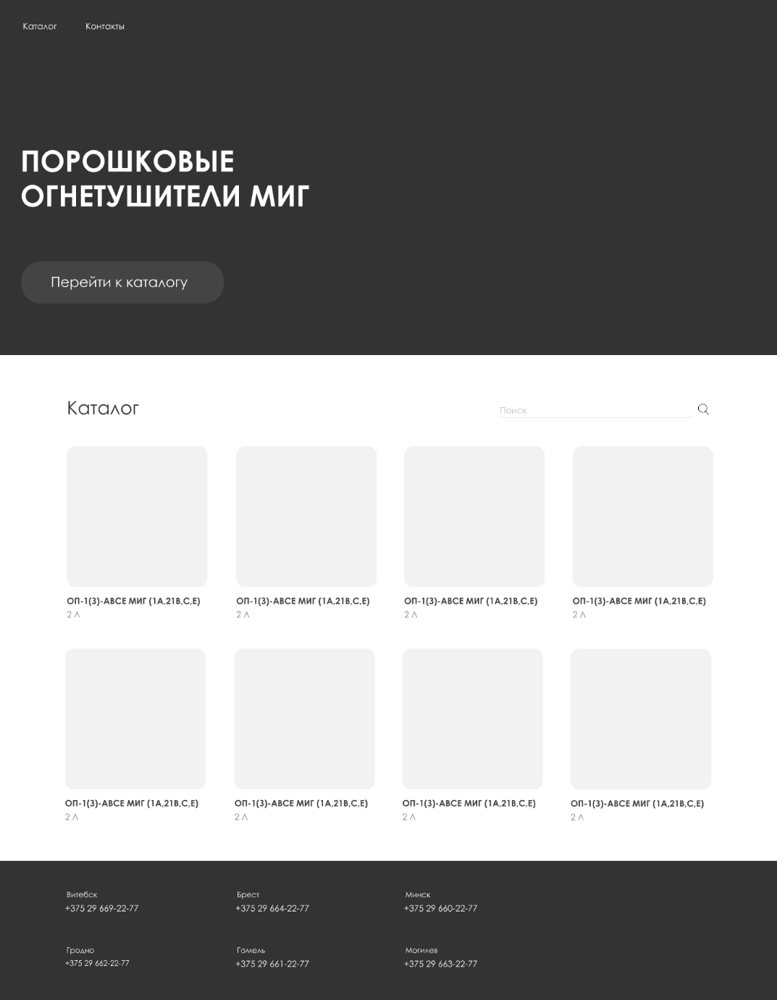 Каталог Контакты
ПОРОШКОВЫЕ
ОГНЕТУШИТЕЛИ МИГ
Перейти к каталогу
Каталог
Поиск
ОП-1(3)-АВСЕ МИГ (1А,21В,С,Е) ОП-1(3)-АВСЕ МИГ (1А,21В,С,Е) ОП-1(3)-АВСЕ МИГ (1А,21В,С,Е) ОП-1(3)-АВСЕ МИГ (1А,21В,С,Е)
2 Л 2 Л 2 Л 2 Л
ОП-1(3)-АВСЕ МИГ (1А,21В,С,Е) ОП-1(3)-АВСЕ МИГ (1А,21В,С,Е) ОП-1(3)-АВСЕ МИГ (1А,21В,С,Е) ОП-1(3)-АВСЕ МИГ (1А,21В,С,Е)
2 Л 2 Л 2 Л 2 Л
Витебск Брест Минск
+375 29 669-22-77 +375 29 664-22-77 +375 29 660-22-77
Гродно Гомель Могилев
+375 29 662-22-77 +375 29 661-22-77 +375 29 663-22-77